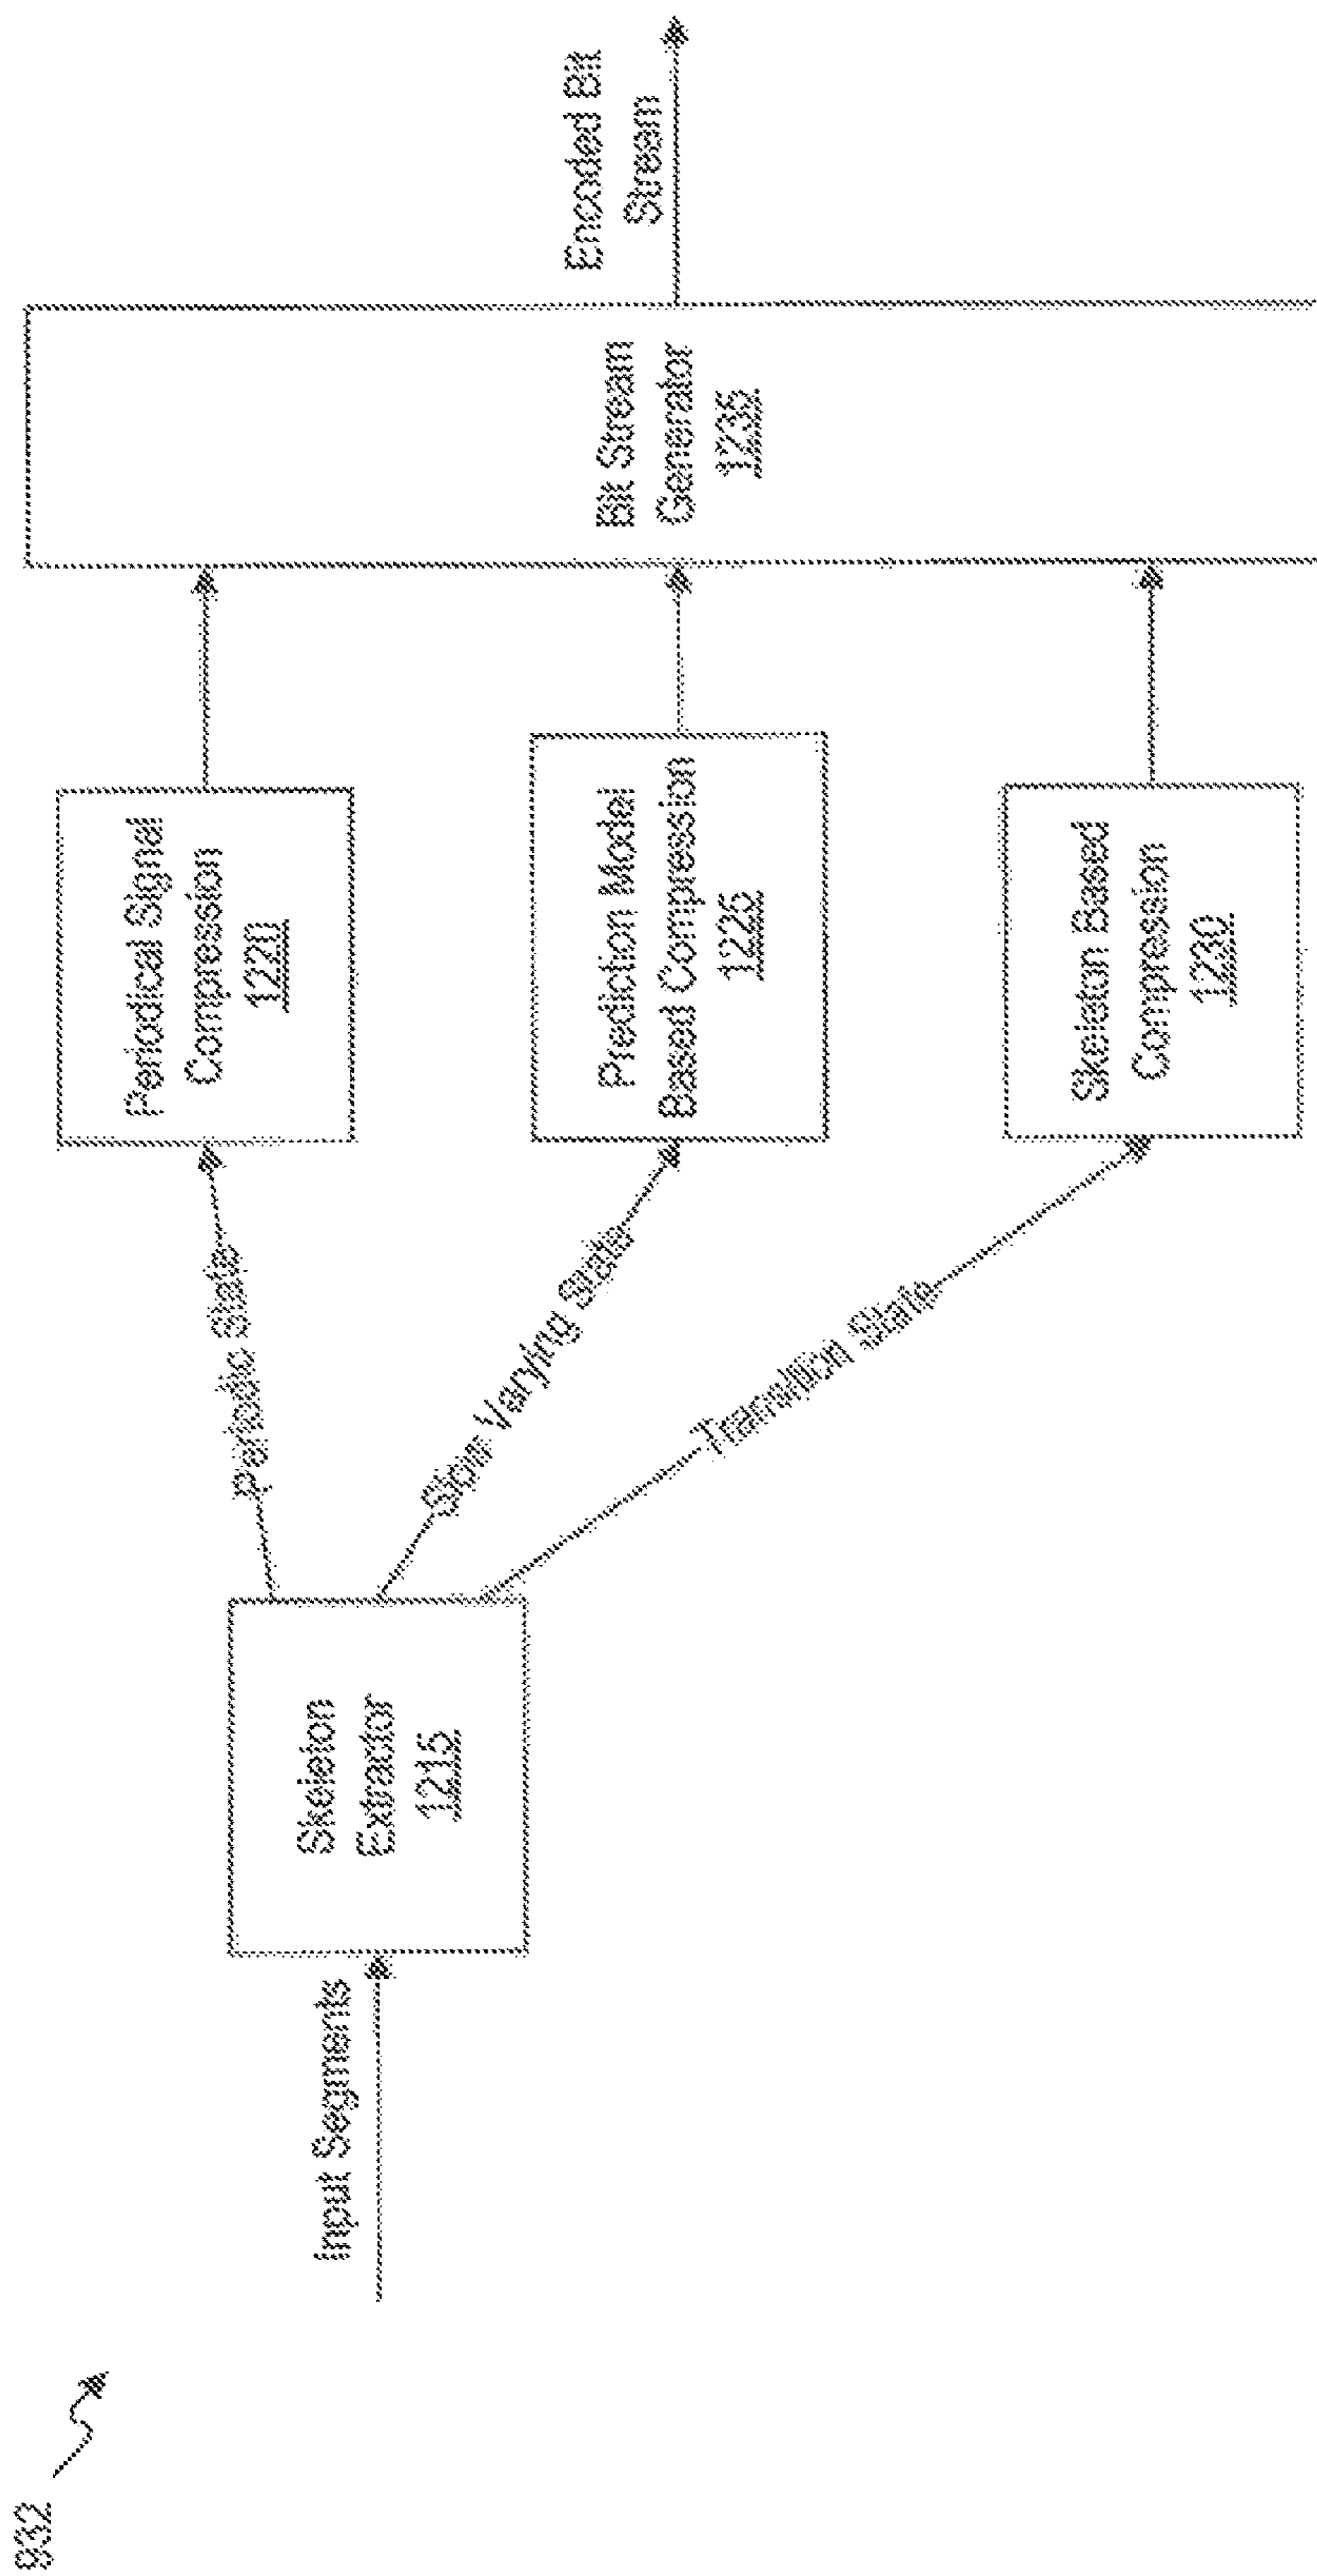 932
Input Segments
Skeleton
Extractor
1215
Periodic State
Slow Varying State
Transition State
Periodical Signal
Compression
1220
Prediction Model
Based Compression
1225
Skeleton Based
Compression
1230
Bit Stream
Generator
1235
Encoded Bit
Stream